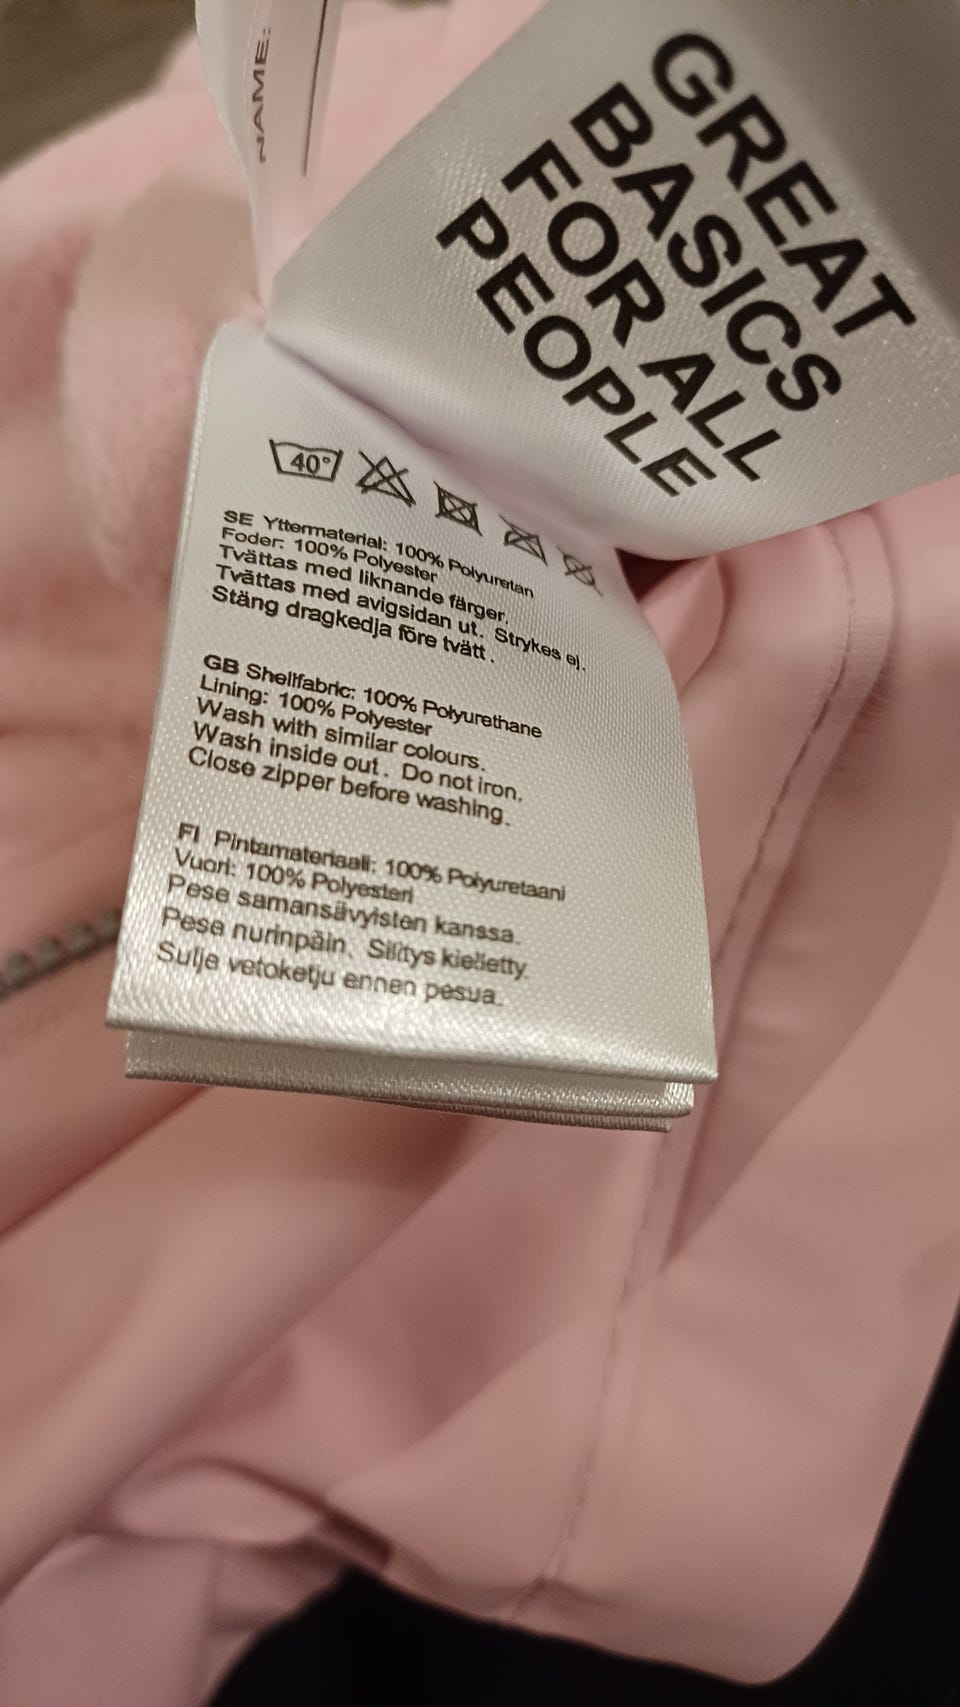 NAME:
GREAT
BASICS
FOR ALL
PEOPLE
40°
SE Yttermaterial: 100% Polyuretan
Foder: 100% Polyester
Tvättas med liknande färger.
Tvättas med avigsidan ut. Strykes ej.
Stäng dragkedja före tvätt.
GB Shellfabric: 100% Polyurethane
Lining: 100% Polyester
Wash with similar colours.
Wash inside out. Do not iron.
Close zipper before washing.
FI Pintamateriaali: 100% Polyuretaani
Vuori: 100% Polyesteri
Pese samansävyisten kanssa.
Pese nurinpäin. Silitys kielletty.
Sulje vetoketju ennen pesua.